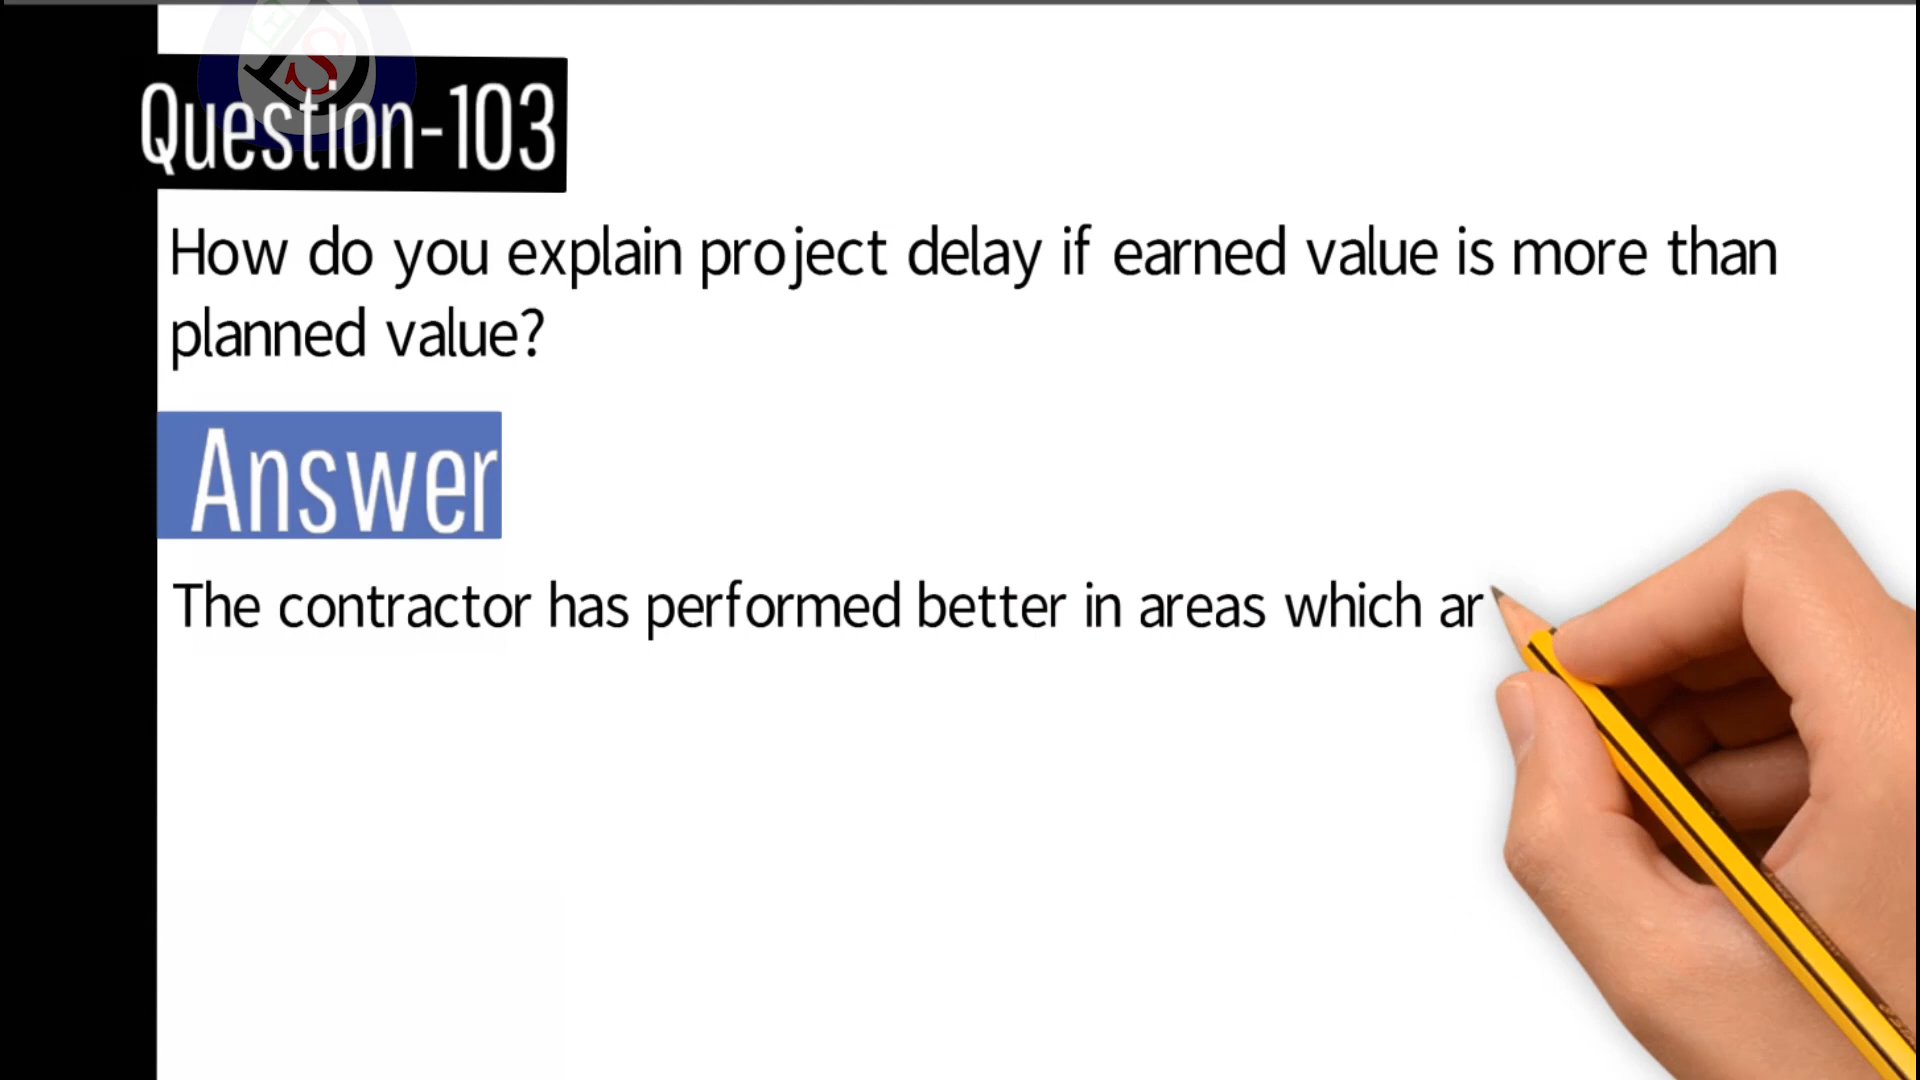 Question-103
How do you explain project delay if earned value is more than
planned value?
Answer
The contractor has performed better in areas which ar